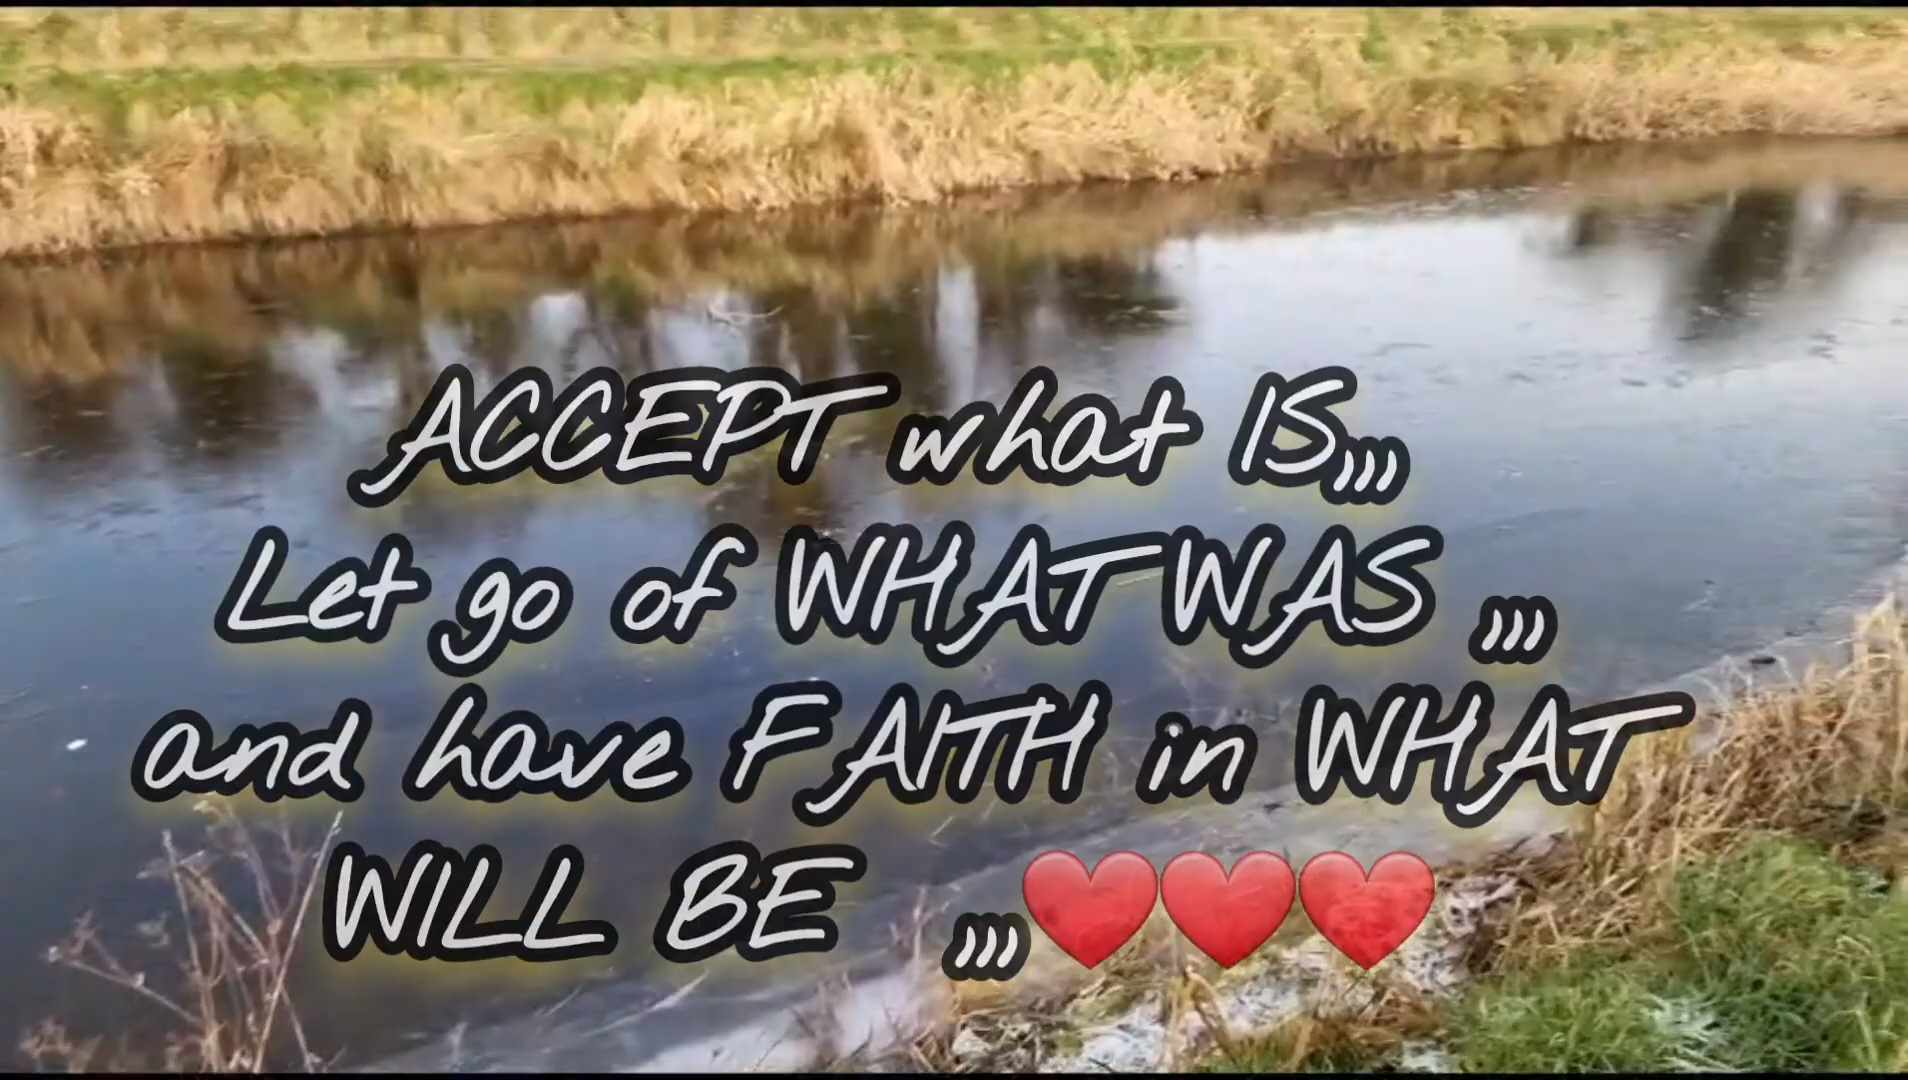 ACCEPT what IS,,,
Let go of WHAT WAS ,,,
and have FAITH in WHAT
WILL BE ,,,❤❤❤